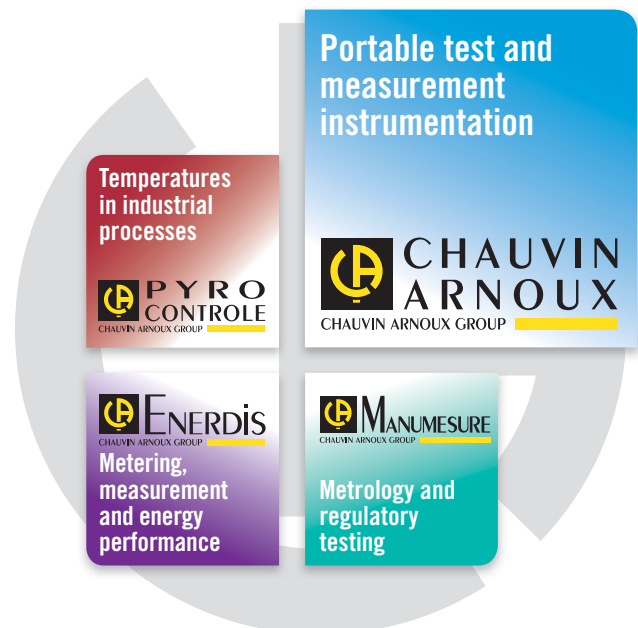 Portable test and
measurement
instrumentation
CHAUVIN
ARNOUX
CHAUVIN ARNOUX GROUP
Temperatures
in industrial
processes
PYRO
CONTROLE
CHAUVIN ARNOUX GROUP
ENERDIS
CHAUVIN ARNOUX GROUP
Metering,
measurement
and energy
performance
MANUMESURE
CHAUVIN ARNOUX GROUP
Metrology and
regulatory
testing